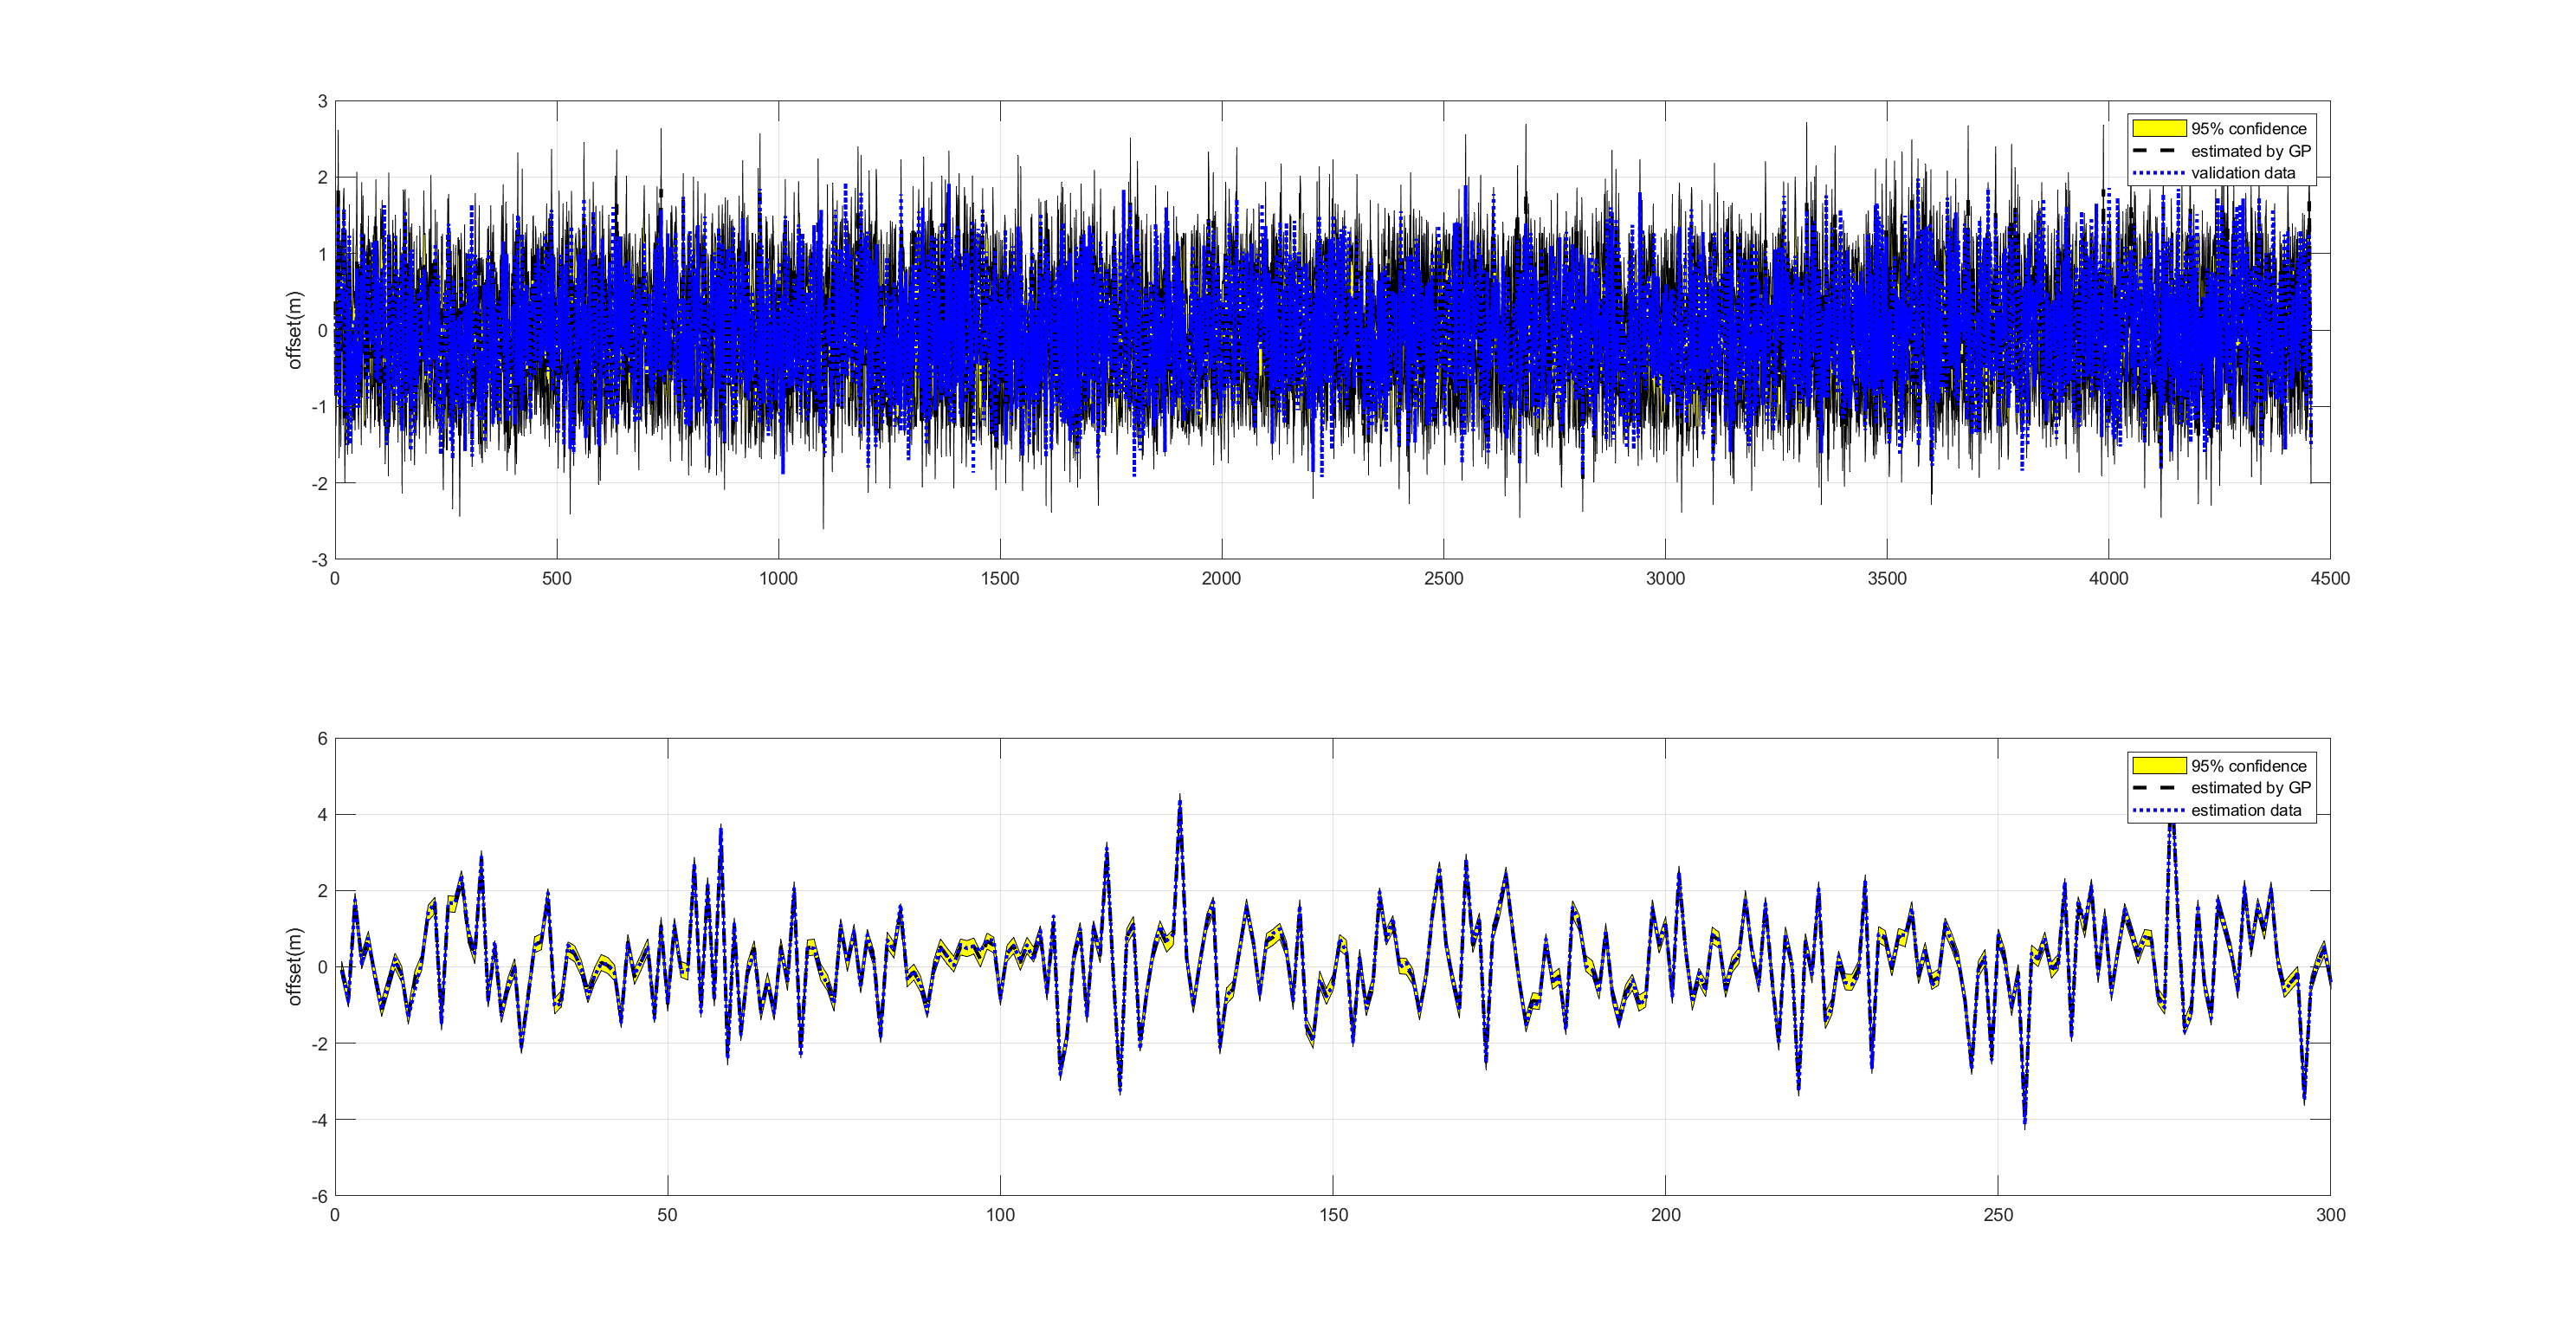 3
2
1
0
-1
-2
-3
offset(m)
0 500 1000 1500 2000 2500 3000 3500 4000 4500
95% confidence
estimated by GP
validation data
6
4
2
0
-2
-4
-6
offset(m)
0 50 100 150 200 250 300
95% confidence
estimated by GP
estimation data